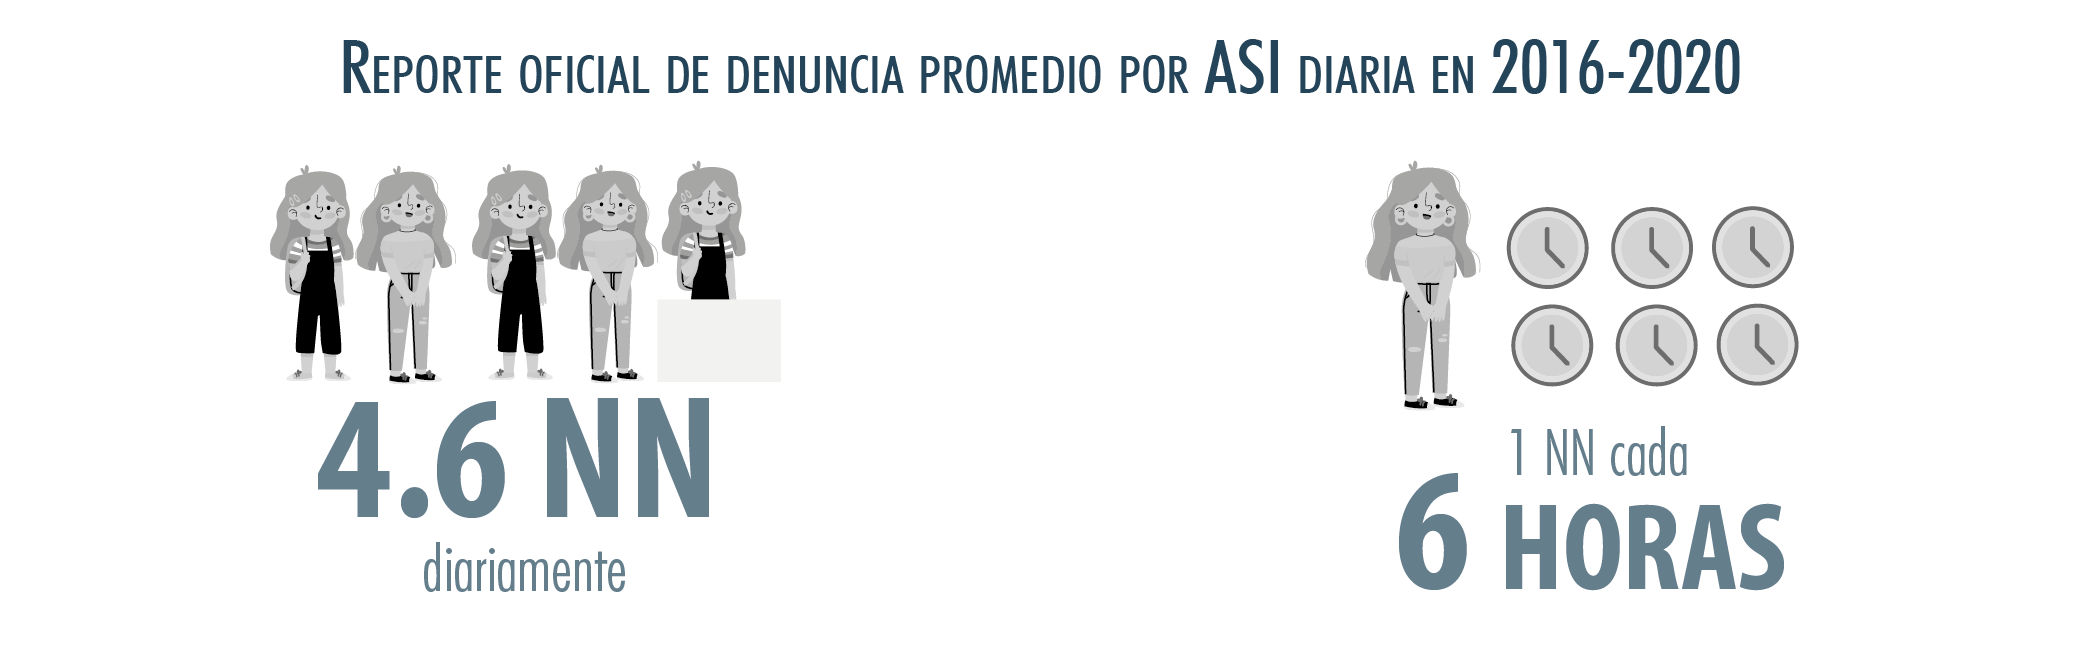 Reporte oficial de denuncia promedio por ASI diaria en 2016-2020
4.6 NN
diariamente
1 NN cada
6 HORAS